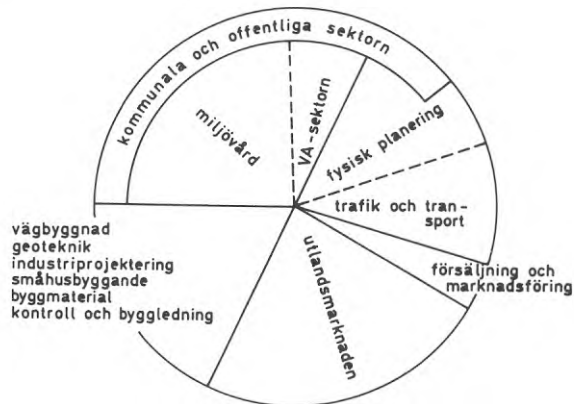 kommunala och offentliga sektorn
miljövård
VA-sektorn
fysisk planering
trafik och tran-
sport
försäljning och
marknadsföring
utlandsmarknaden
vägbyggnad
geoteknik
industriprojektering
småhusbyggande
byggmaterial
kontroll och byggledning